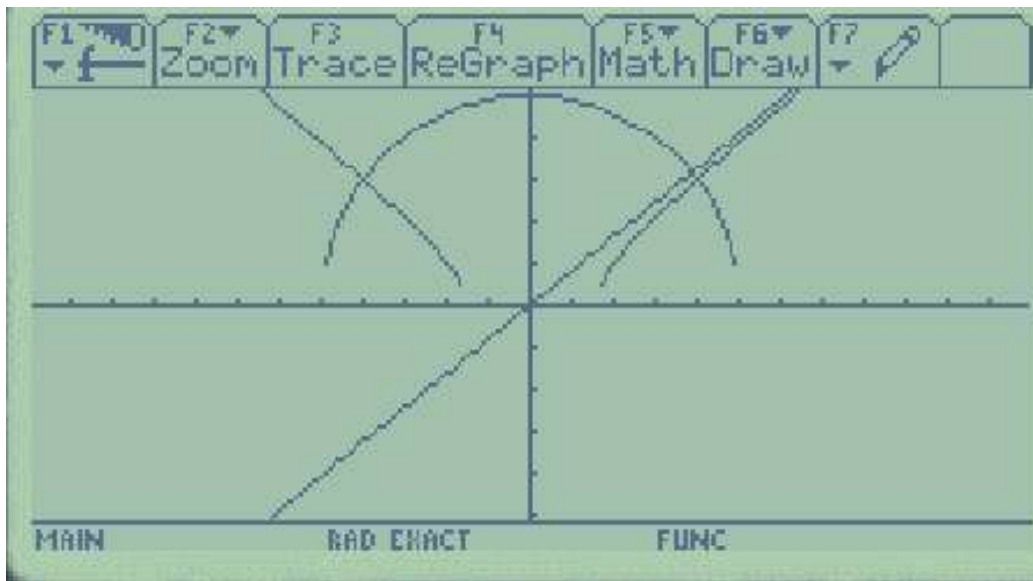 F1 F2 F3 F4 F5 F6 F7
Zoom Trace ReGraph Math Draw
MAIN RAD EXACT FUNC